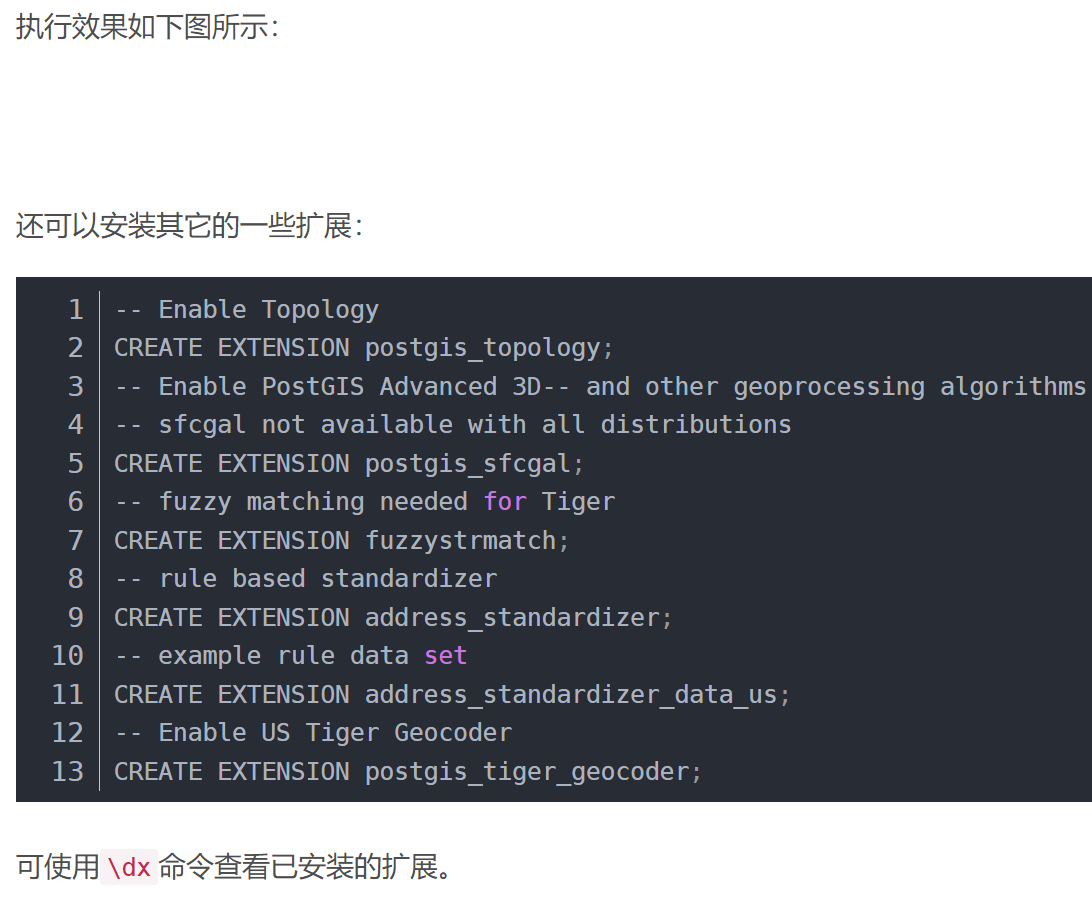 执行效果如下图所示：
还可以安装其它的一些扩展：
1 -- Enable Topology
2 CREATE EXTENSION postgis_topology;
3 -- Enable PostGIS Advanced 3D-- and other geoprocessing algorithms
4 -- sfcgal not available with all distributions
5 CREATE EXTENSION postgis_sfcgal;
6 -- fuzzy matching needed for Tiger
7 CREATE EXTENSION fuzzystrmatch;
8 -- rule based standardizer
9 CREATE EXTENSION address_standardizer;
10 -- example rule data set
11 CREATE EXTENSION address_standardizer_data_us;
12 -- Enable US Tiger Geocoder
13 CREATE EXTENSION postgis_tiger_geocoder;
可使用\dx命令查看已安装的扩展。